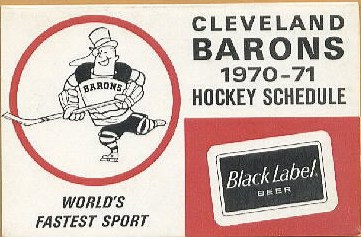 CLEVELAND
BARONS
1970-71
HOCKEY SCHEDULE
BARONS
WORLD'S
FASTEST SPORT
Black Label
BEER